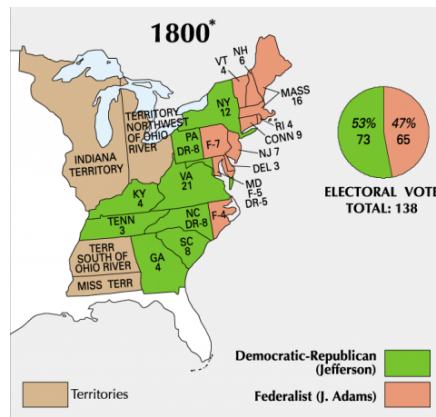 1800*
VT
4
NH
6
MASS
16
NY
12
RI 4
CONN 9
TERRITORY
NORTHWEST
OF OHIO
RIVER
PA
DR-8
F-7
NJ 7
DEL 3
MD
F-5
DR-5
INDIANA
TERRITORY
VA
21
KY
4
NC
DR-8
F-4
TENN
3
SC
8
TERR
SOUTH OF
OHIO RIVER
GA
4
MISS TERR
53%
73
47%
65
ELECTORAL VOTE
TOTAL: 138
Democratic-Republican
(Jefferson)
Federalist (J. Adams)
Territories